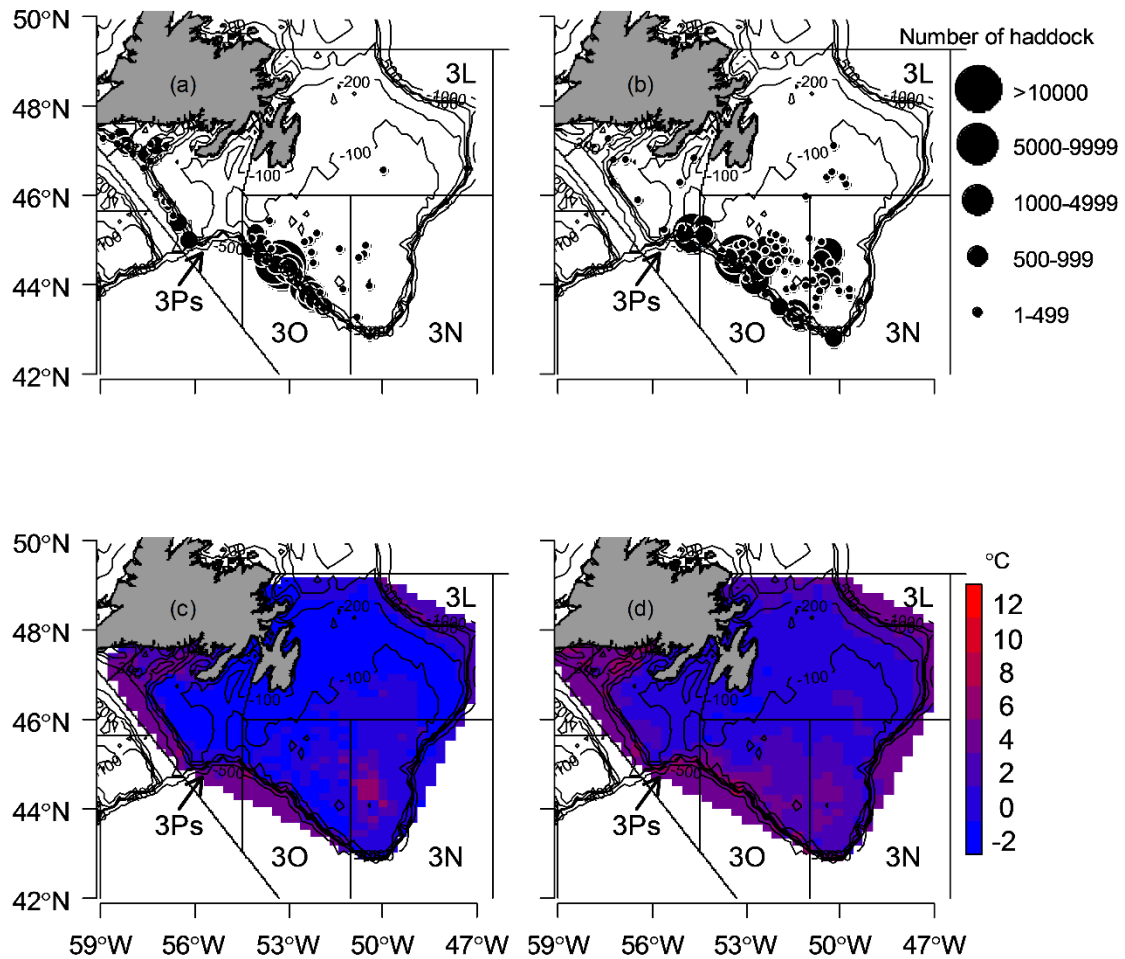 50°N
48°N
46°N
44°N
42°N
(a)
-200
3L
-1000
-100
-100
-500
3Ps
3O
3N
(b)
-200
3L
-1000
-100
-100
-500
3Ps
3O
3N
Number of haddock
>10000
5000-9999
1000-4999
500-999
1-499
50°N
48°N
46°N
44°N
42°N
(c)
-200
3L
-1000
-100
-100
-500
3Ps
3O
3N
59°W 56°W 53°W 50°W 47°W
(d)
-200
3L
-1000
-100
-100
-500
3Ps
3O
3N
59°W 56°W 53°W 50°W 47°W
°C
12
10
8
6
4
2
0
-2